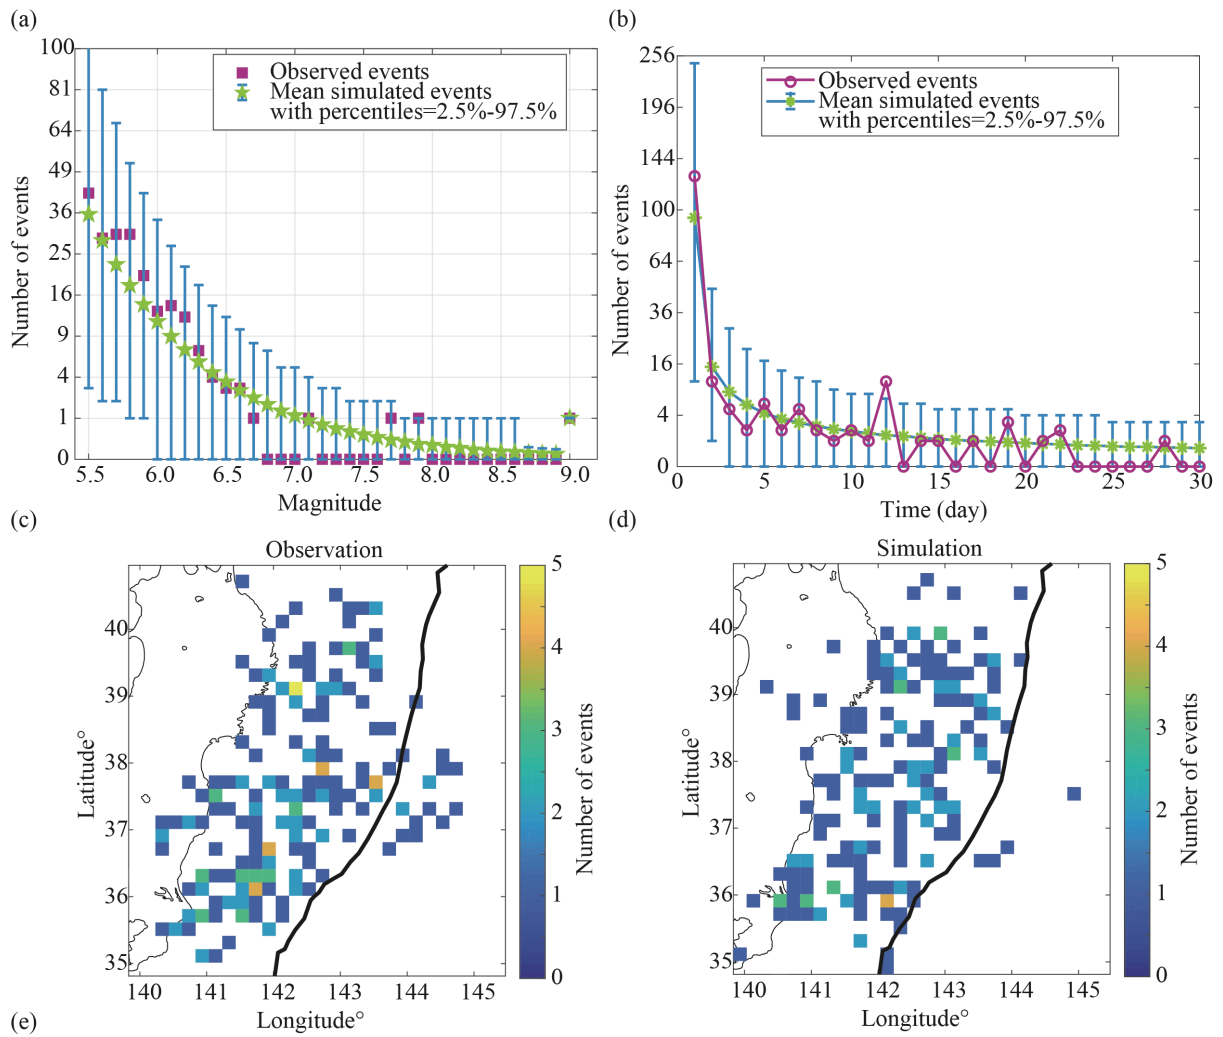 (a)
100
81
64
49
36
25
16
9
4
1
0
Number of events
Observed events
Mean simulated events
with percentiles=2.5%-97.5%
5.5 6.0 6.5 7.0 7.5 8.0 8.5 9.0
Magnitude
(b)
256
196
144
100
64
36
16
4
0
Number of events
Observed events
Mean simulated events
with percentiles=2.5%-97.5%
0 5 10 15 20 25 30
Time (day)
(c)
Observation
40
39
38
37
36
35
Latitude°
140 141 142 143 144 145
Longitude°
5
4
3
2
1
0
Number of events
(d)
Simulation
40
39
38
37
36
35
Latitude°
140 141 142 143 144 145
Longitude°
5
4
3
2
1
0
Number of events
(e)